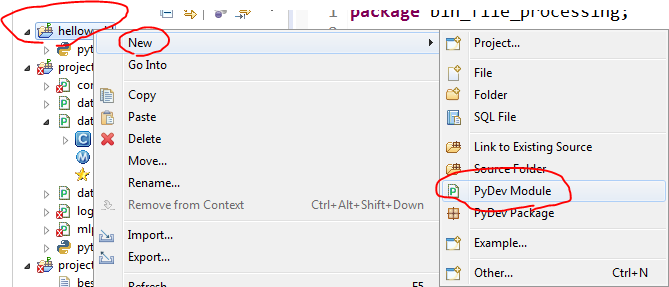 1 package bin_file_processing;
hellow
pyt
project
cor
dat
dat
C
M
dat
log
mlp
pyt
project
bes
New
Go Into
Copy
Paste
Delete
Move...
Rename...
Remove from Context Ctrl+Alt+Shift+Down
Import...
Export...
Refresh F5
Project...
File
Folder
SQL File
Link to Existing Source
Source Folder
PyDev Module
PyDev Package
Example...
Other... Ctrl+N